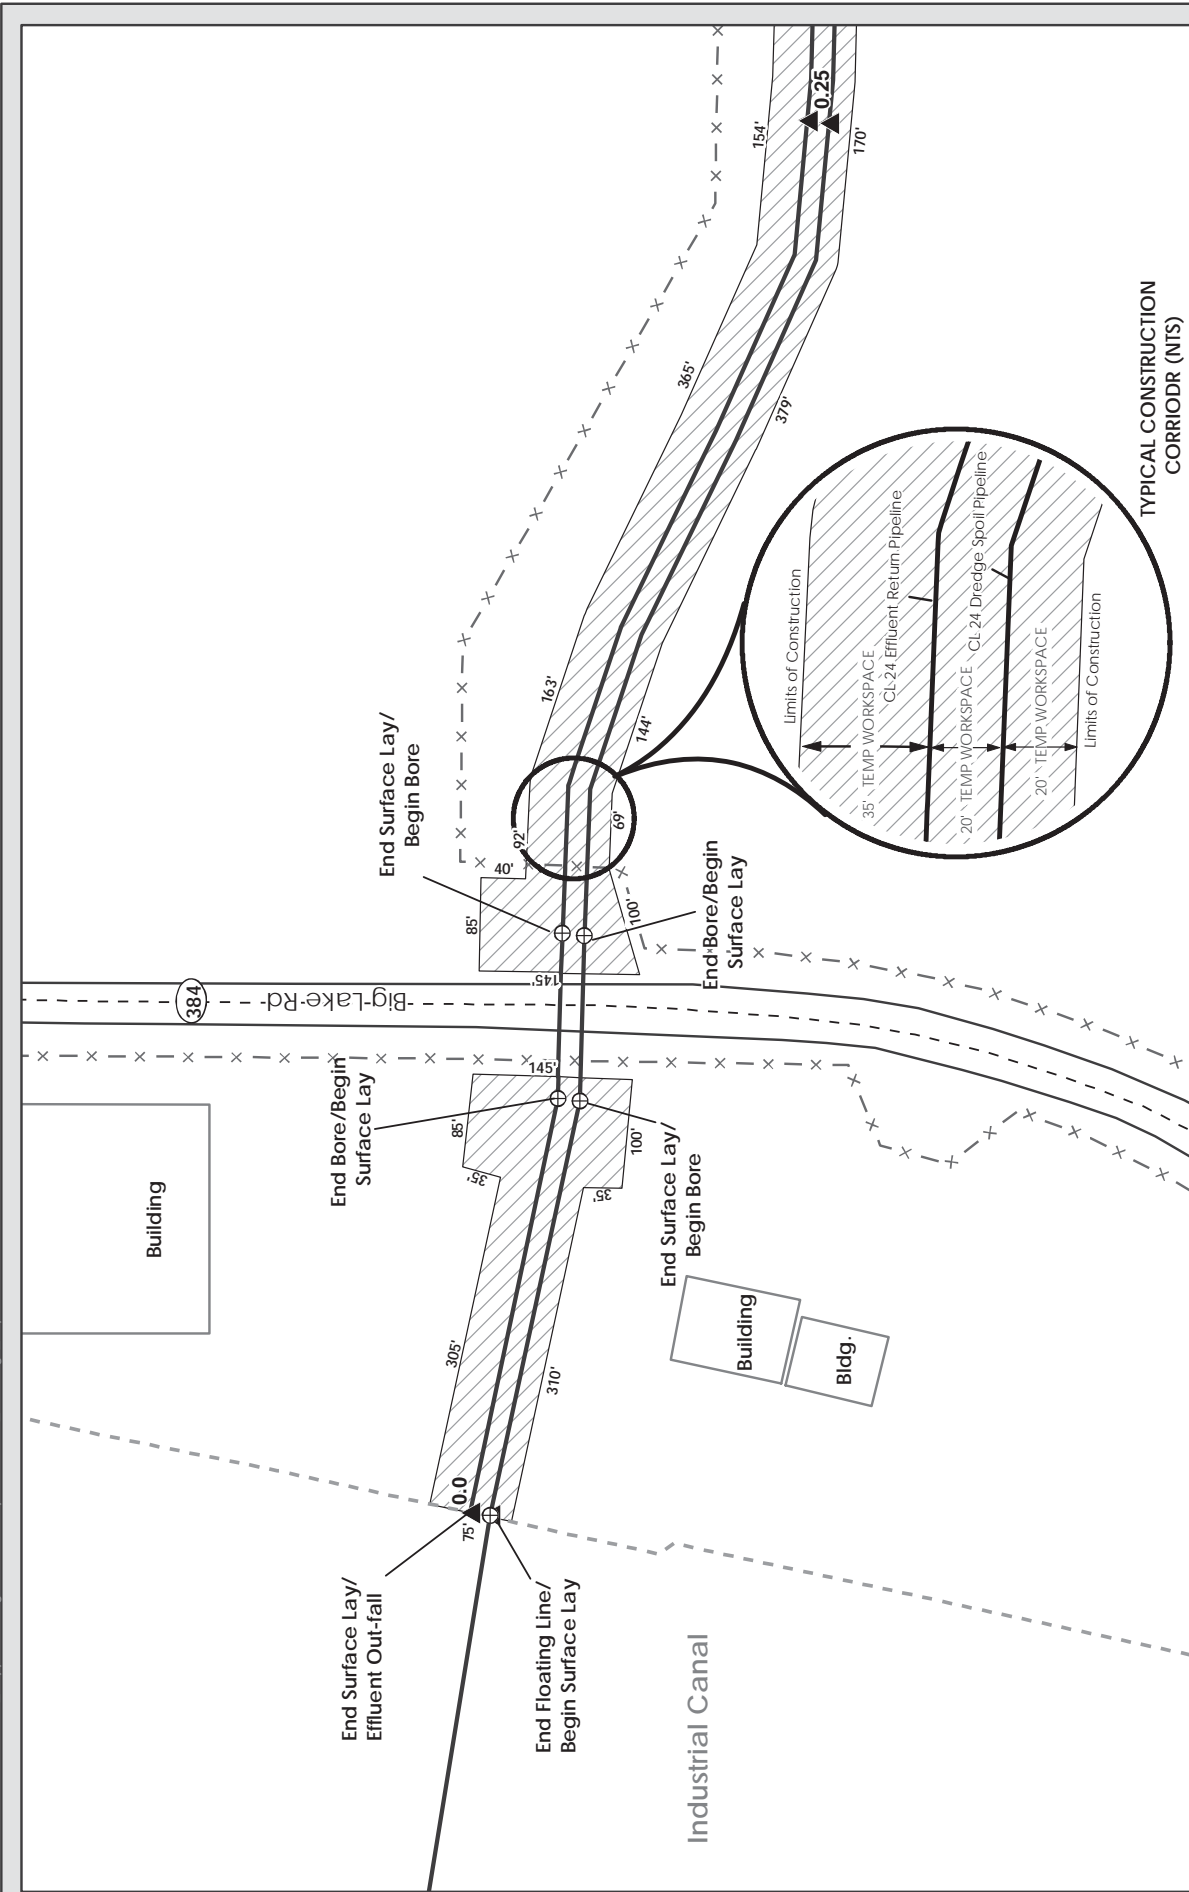 End Surface Lay/
Effluent Out-fall
End Floating Line/
Begin Surface Lay
Industrial Canal
75'
0.0
305'
310'
Building
Building
Bldg.
35'
35'
85'
100'
145'
End Bore/Begin
Surface Lay
End Surface Lay/
Begin Bore
384
Big Lake Rd
145'
85'
40'
100'
End Surface Lay/
Begin Bore
End Bore/Begin
Surface Lay
92'
69'
163'
144'
365'
379'
154'
170'
0.25
Limits of Construction
35' TEMP WORKSPACE
CL 24 Effluent Return Pipeline
20' TEMP WORKSPACE
CL 24 Dredge Spoil Pipeline
20' TEMP WORKSPACE
Limits of Construction
TYPICAL CONSTRUCTION
CORRIODR (NTS)